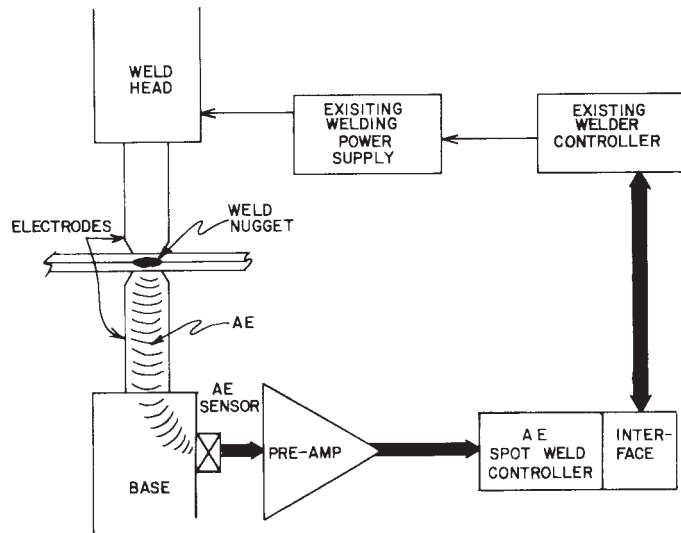 WELD
HEAD
EXISITING
WELDING
POWER
SUPPLY
EXISTING
WELDER
CONTROLLER
ELECTRODES
WELD
NUGGET
AE
AE
SENSOR
PRE-AMP
BASE
AE
SPOT WELD
CONTROLLER
INTER-
FACE